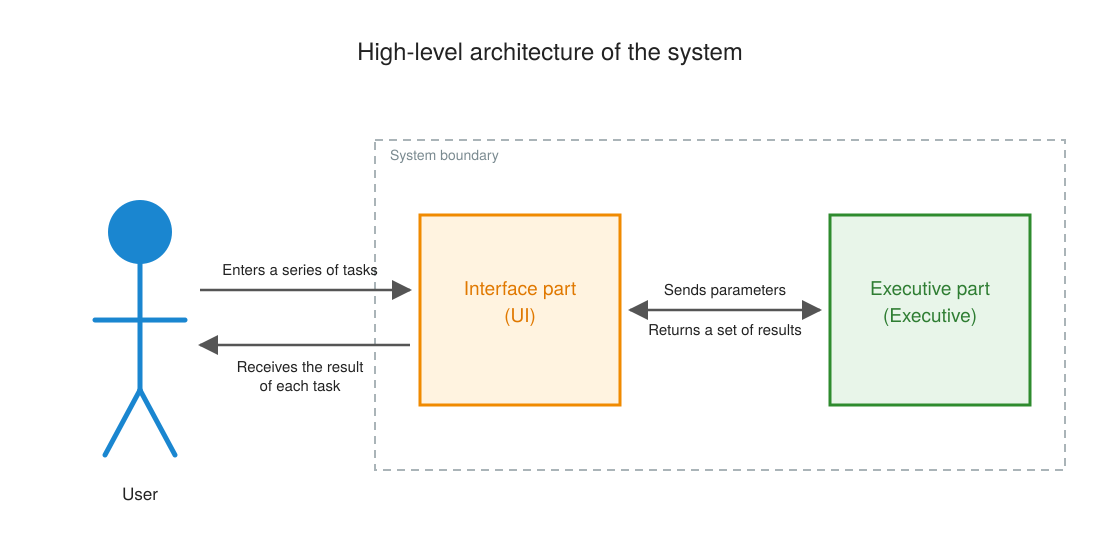 High-level architecture of the system
System boundary
Enters a series of tasks
Receives the result
of each task
Interface part
(UI)
Sends parameters
Returns a set of results
Executive part
(Executive)
User